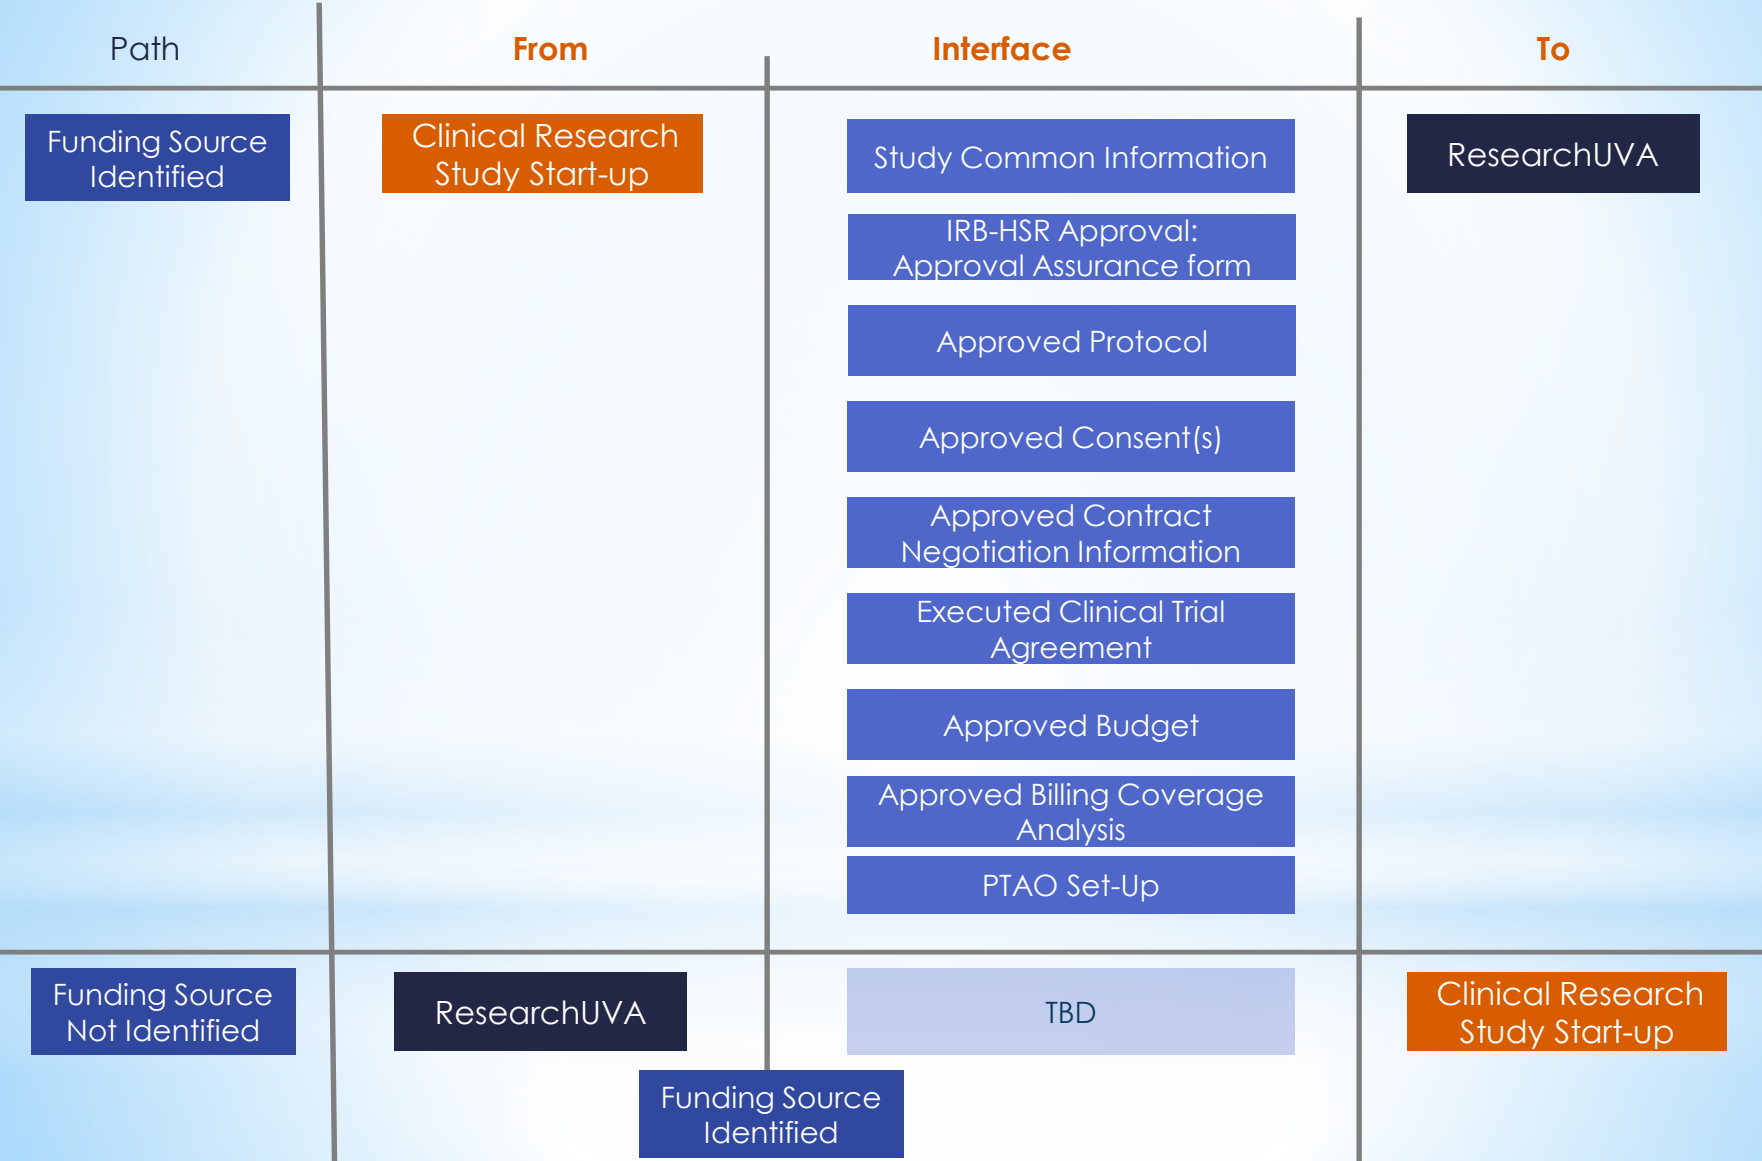 Path
From
Interface
To
Funding Source
Identified
Clinical Research
Study Start-up
Study Common Information
ResearchUVA
IRB-HSR Approval:
Approval Assurance form
Approved Protocol
Approved Consent(s)
Approved Contract
Negotiation Information
Executed Clinical Trial
Agreement
Approved Budget
Approved Billing Coverage
Analysis
PTAO Set-Up
Funding Source
Not Identified
ResearchUVA
TBD
Clinical Research
Study Start-up
Funding Source
Identified